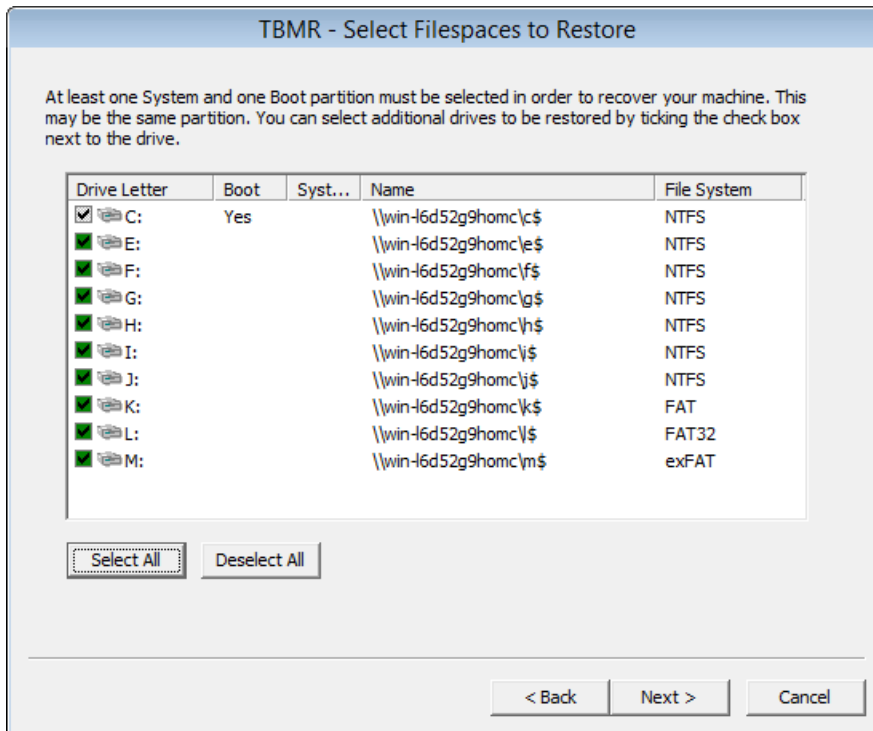 TBMR - Select Filespaces to Restore
At least one System and one Boot partition must be selected in order to recover your machine. This
may be the same partition. You can select additional drives to be restored by ticking the check box
next to the drive.
Drive Letter Boot Syst... Name File System
C: Yes \\win-l6d52g9homc\c$ NTFS
E: \\win-l6d52g9homc\e$ NTFS
F: \\win-l6d52g9homc\f$ NTFS
G: \\win-l6d52g9homc\g$ NTFS
H: \\win-l6d52g9homc\h$ NTFS
I: \\win-l6d52g9homc\i$ NTFS
J: \\win-l6d52g9homc\j$ NTFS
K: \\win-l6d52g9homc\k$ FAT
L: \\win-l6d52g9homc\l$ FAT32
M: \\win-l6d52g9homc\m$ exFAT
Select All Deselect All
< Back Next > Cancel